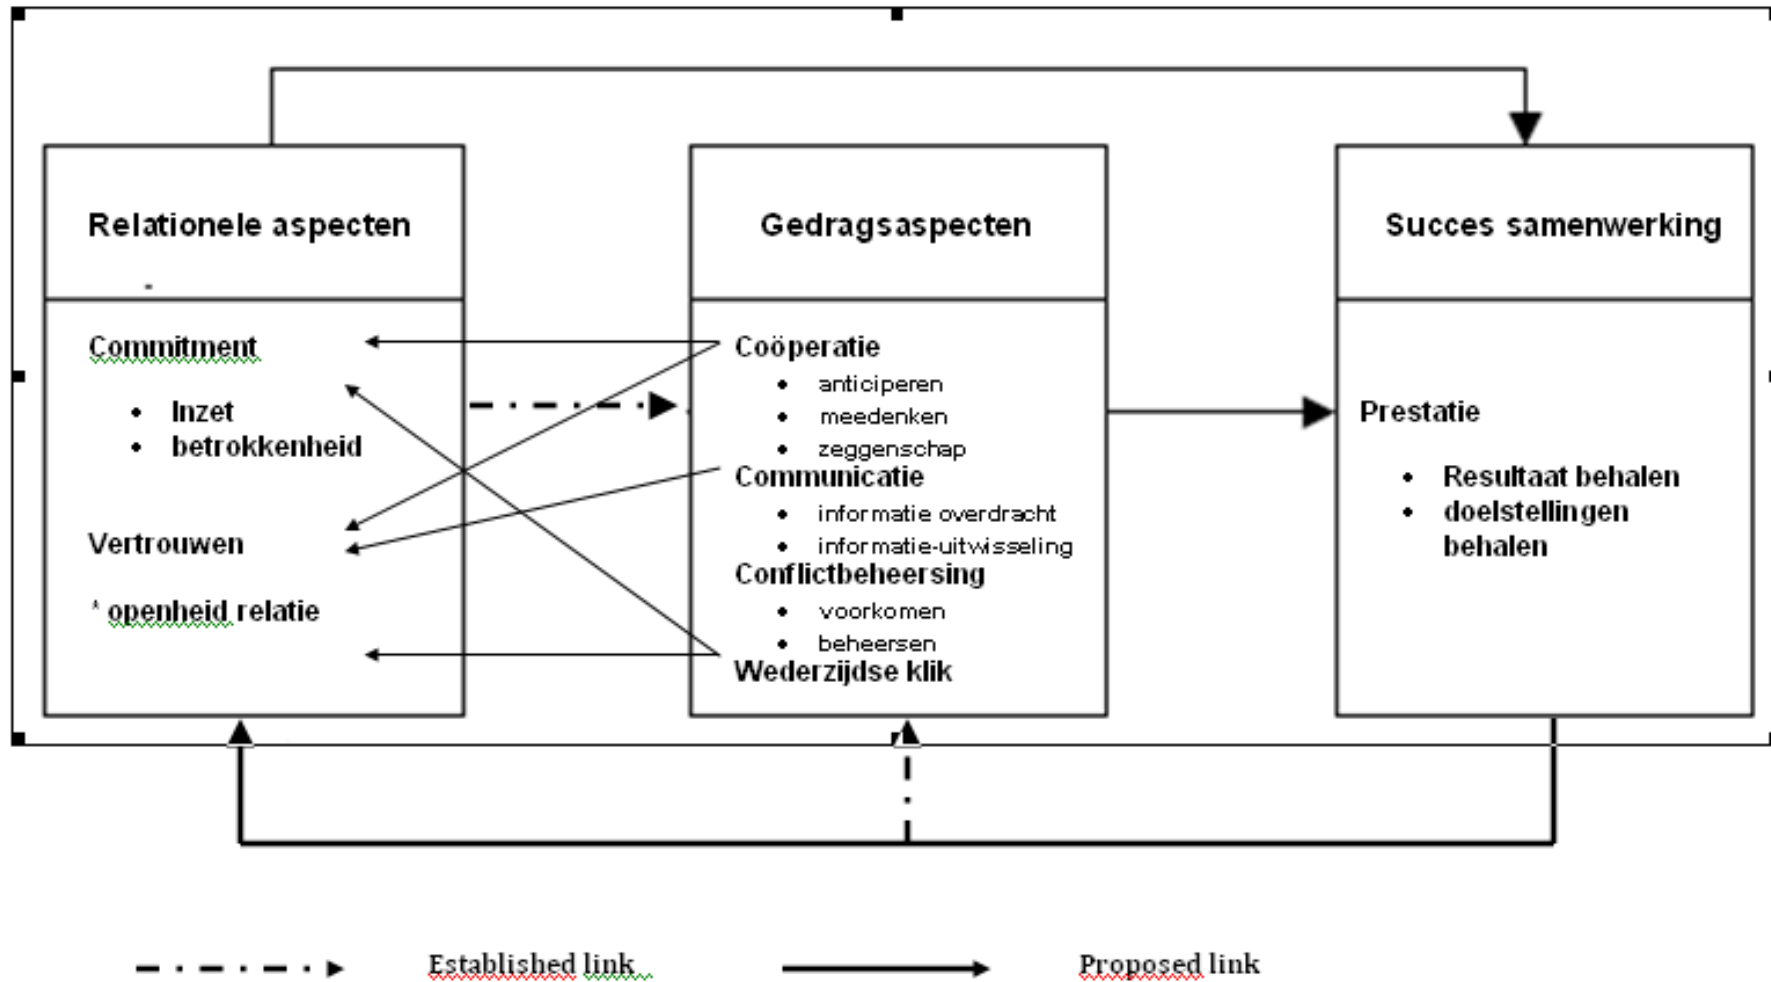 Relationele aspecten
-
Commitment
• Inzet
• betrokkenheid
Vertrouwen
* openheid relatie
Gedragsaspecten
Coöperatie
• anticiperen
• meedenken
• zeggenschap
Communicatie
• informatie overdracht
• informatie-uitwisseling
Conflictbeheersing
• voorkomen
• beheersen
Wederzijdse klik
Succes samenwerking
Prestatie
• Resultaat behalen
• doelstellingen
behalen
Established link
Proposed link